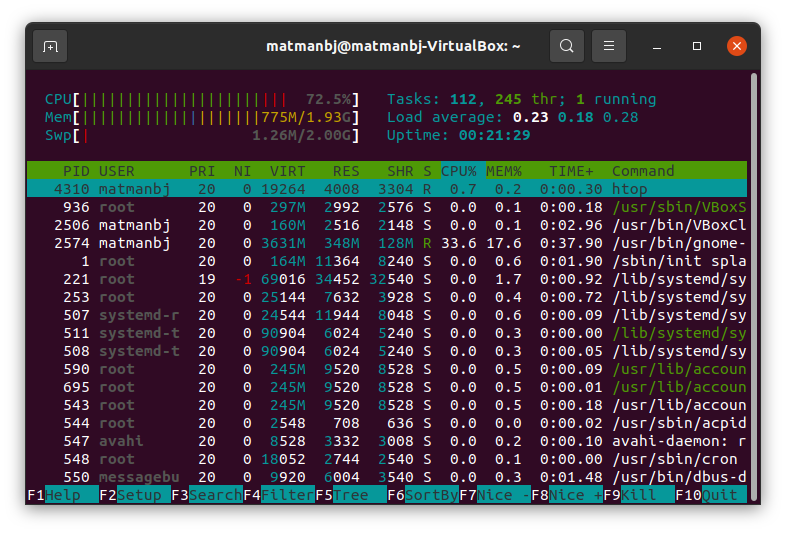 matmanbj@matmanbj-VirtualBox: ~
CPU[||||||||||||||||||||||| 72.5%] Tasks: 112, 245 thr; 1 running
Mem[||||||||||||||||||||775M/1.93G] Load average: 0.23 0.18 0.28
Swp[| 1.26M/2.00G] Uptime: 00:21:29
PID USER PRI NI VIRT RES SHR S CPU% MEM% TIME+ Command
4310 matmanbj 20 0 19264 4008 3304 R 0.7 0.2 0:00.30 htop
936 root 20 0 297M 2992 2576 S 0.0 0.1 0:00.18 /usr/sbin/VBoxS
2506 matmanbj 20 0 160M 2516 2148 S 0.0 0.1 0:02.96 /usr/bin/VBoxCl
2574 matmanbj 20 0 3631M 348M 128M R 33.6 17.6 0:37.90 /usr/bin/gnome-
1 root 20 0 164M 11364 8240 S 0.0 0.6 0:01.90 /sbin/init spla
221 root 19 -1 69016 34452 32540 S 0.0 1.7 0:00.92 /lib/systemd/sy
253 root 20 0 25144 7632 3928 S 0.0 0.4 0:00.72 /lib/systemd/sy
507 systemd-r 20 0 24544 11944 8048 S 0.0 0.6 0:00.09 /lib/systemd/sy
511 systemd-t 20 0 90904 6024 5240 S 0.0 0.3 0:00.00 /lib/systemd/sy
508 systemd-t 20 0 90904 6024 5240 S 0.0 0.3 0:00.05 /lib/systemd/sy
590 root 20 0 245M 9520 8528 S 0.0 0.5 0:00.09 /usr/lib/accoun
695 root 20 0 245M 9520 8528 S 0.0 0.5 0:00.01 /usr/lib/accoun
543 root 20 0 245M 9520 8528 S 0.0 0.5 0:00.18 /usr/lib/accoun
544 root 20 0 2548 708 636 S 0.0 0.0 0:00.02 /usr/sbin/acpid
547 avahi 20 0 8528 3332 3008 S 0.0 0.2 0:00.10 avahi-daemon: r
548 root 20 0 18052 2744 2540 S 0.0 0.1 0:00.00 /usr/sbin/cron
550 messagebu 20 0 9920 6004 3540 S 0.0 0.3 0:01.48 /usr/bin/dbus-d
F1Help F2Setup F3SearchF4FilterF5Tree F6SortByF7Nice -F8Nice +F9Kill F10Quit